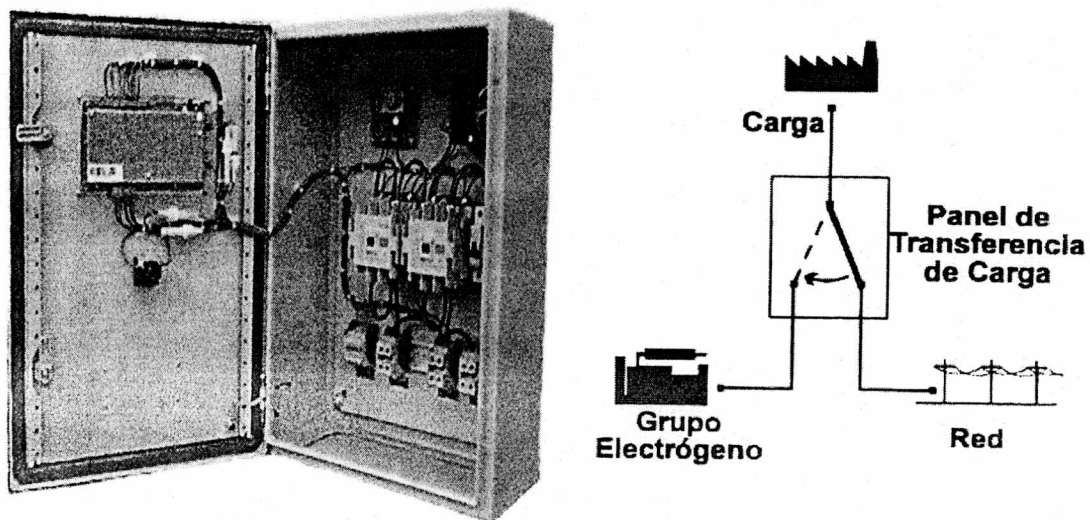 Carga
Panel de
Transferencia
de Carga
Grupo
Electrógeno
Red